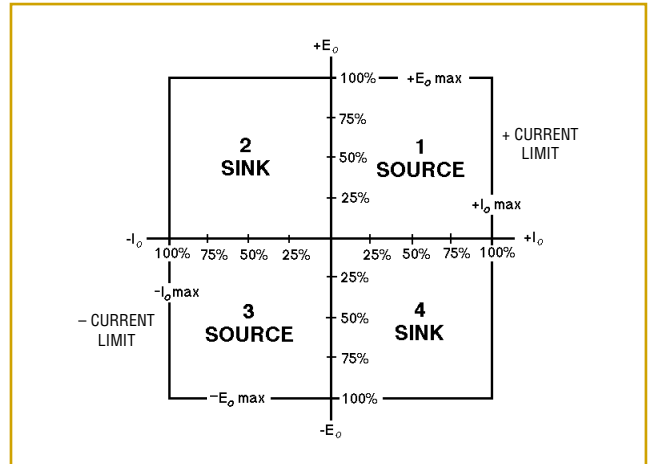 +Eo
100% +Eo max
75%
2 SINK
1 SOURCE
+ CURRENT LIMIT
50%
25%
+Io max
-Io
+Io
100% 75% 50% 25% 25% 50% 75% 100%
25%
-Io max
3 SOURCE
4 SINK
– CURRENT LIMIT
50%
75%
–Eo max
100%
-Eo